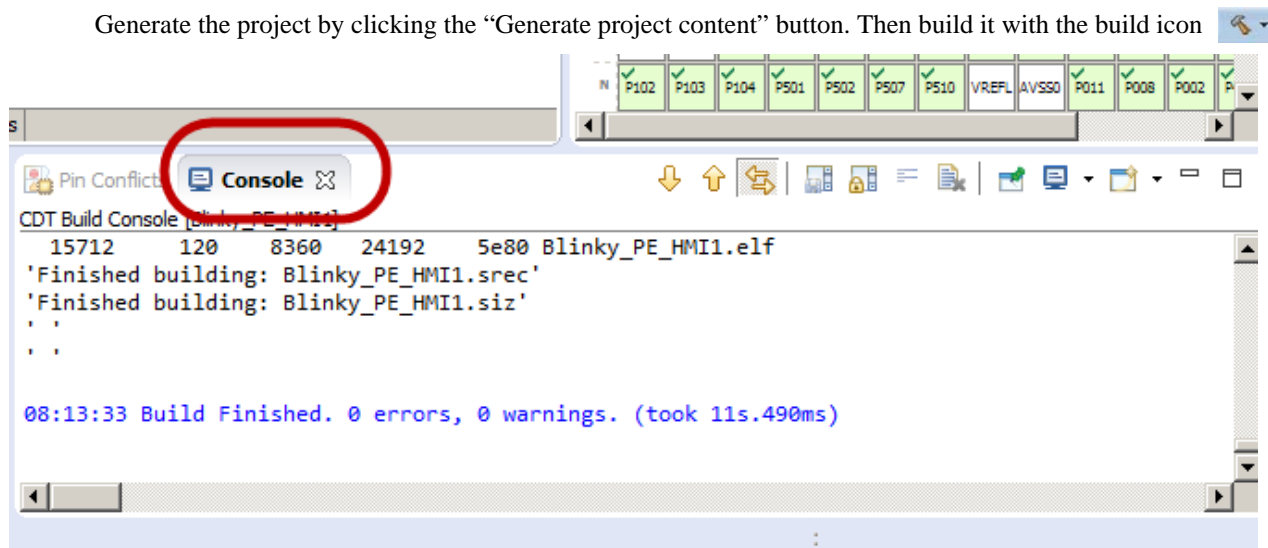 Generate the project by clicking the “Generate project content” button. Then build it with the build icon
N P102 P103 P104 P501 P502 P507 P510 VREFL AVSS0 P011 P008 P002
s
Pin Conflict Console
CDT Build Console [Blinky_PE_HMI1]
15712 120 8360 24192 5e80 Blinky_PE_HMI1.elf
'Finished building: Blinky_PE_HMI1.srec'
'Finished building: Blinky_PE_HMI1.siz'
' '
' '
08:13:33 Build Finished. 0 errors, 0 warnings. (took 11s.490ms)